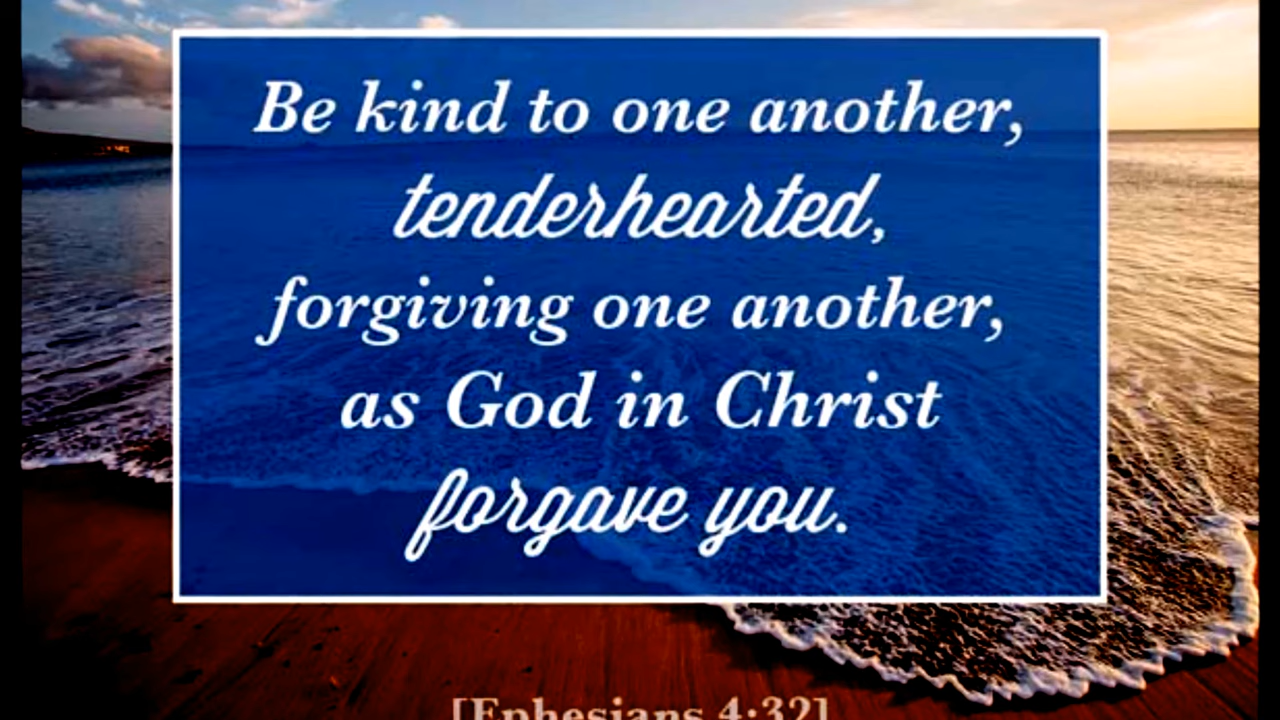 Be kind to one another,
tenderhearted,
forgiving one another,
as God in Christ
forgave you.
[Ephesians 4:32]